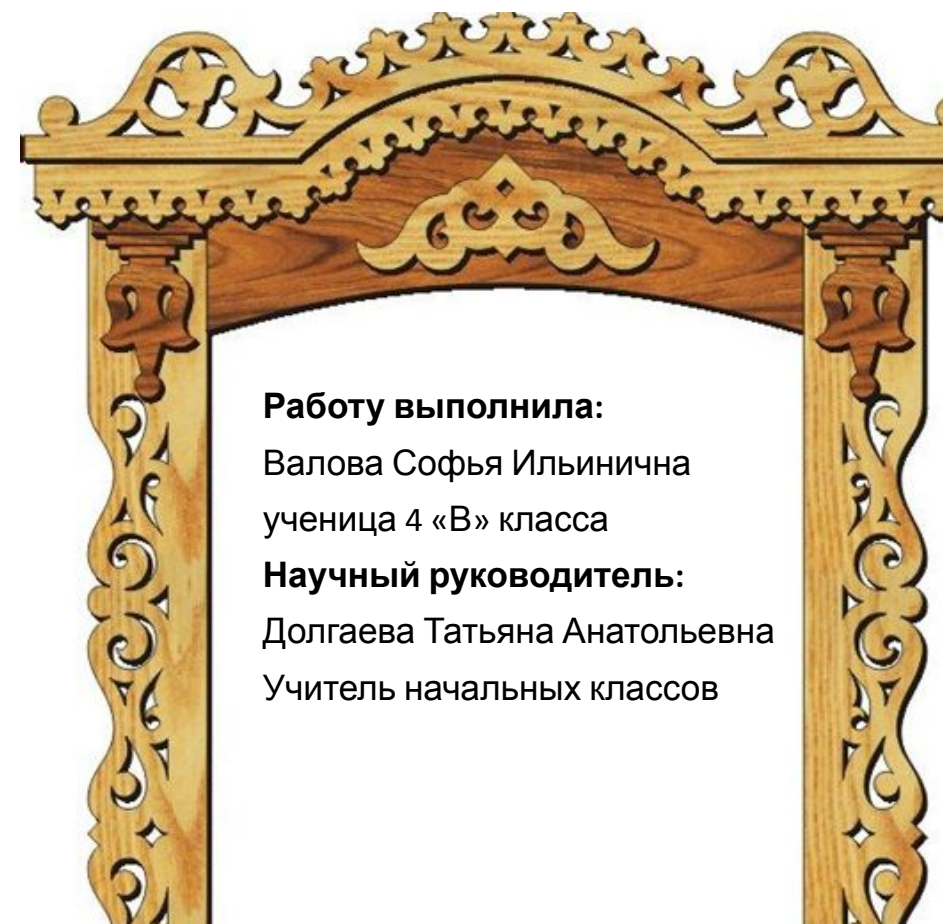 Работу выполнила:
Валова Софья Ильинична
ученица 4 «В» класса
Научный руководитель:
Долгаева Татьяна Анатольевна
Учитель начальных классов